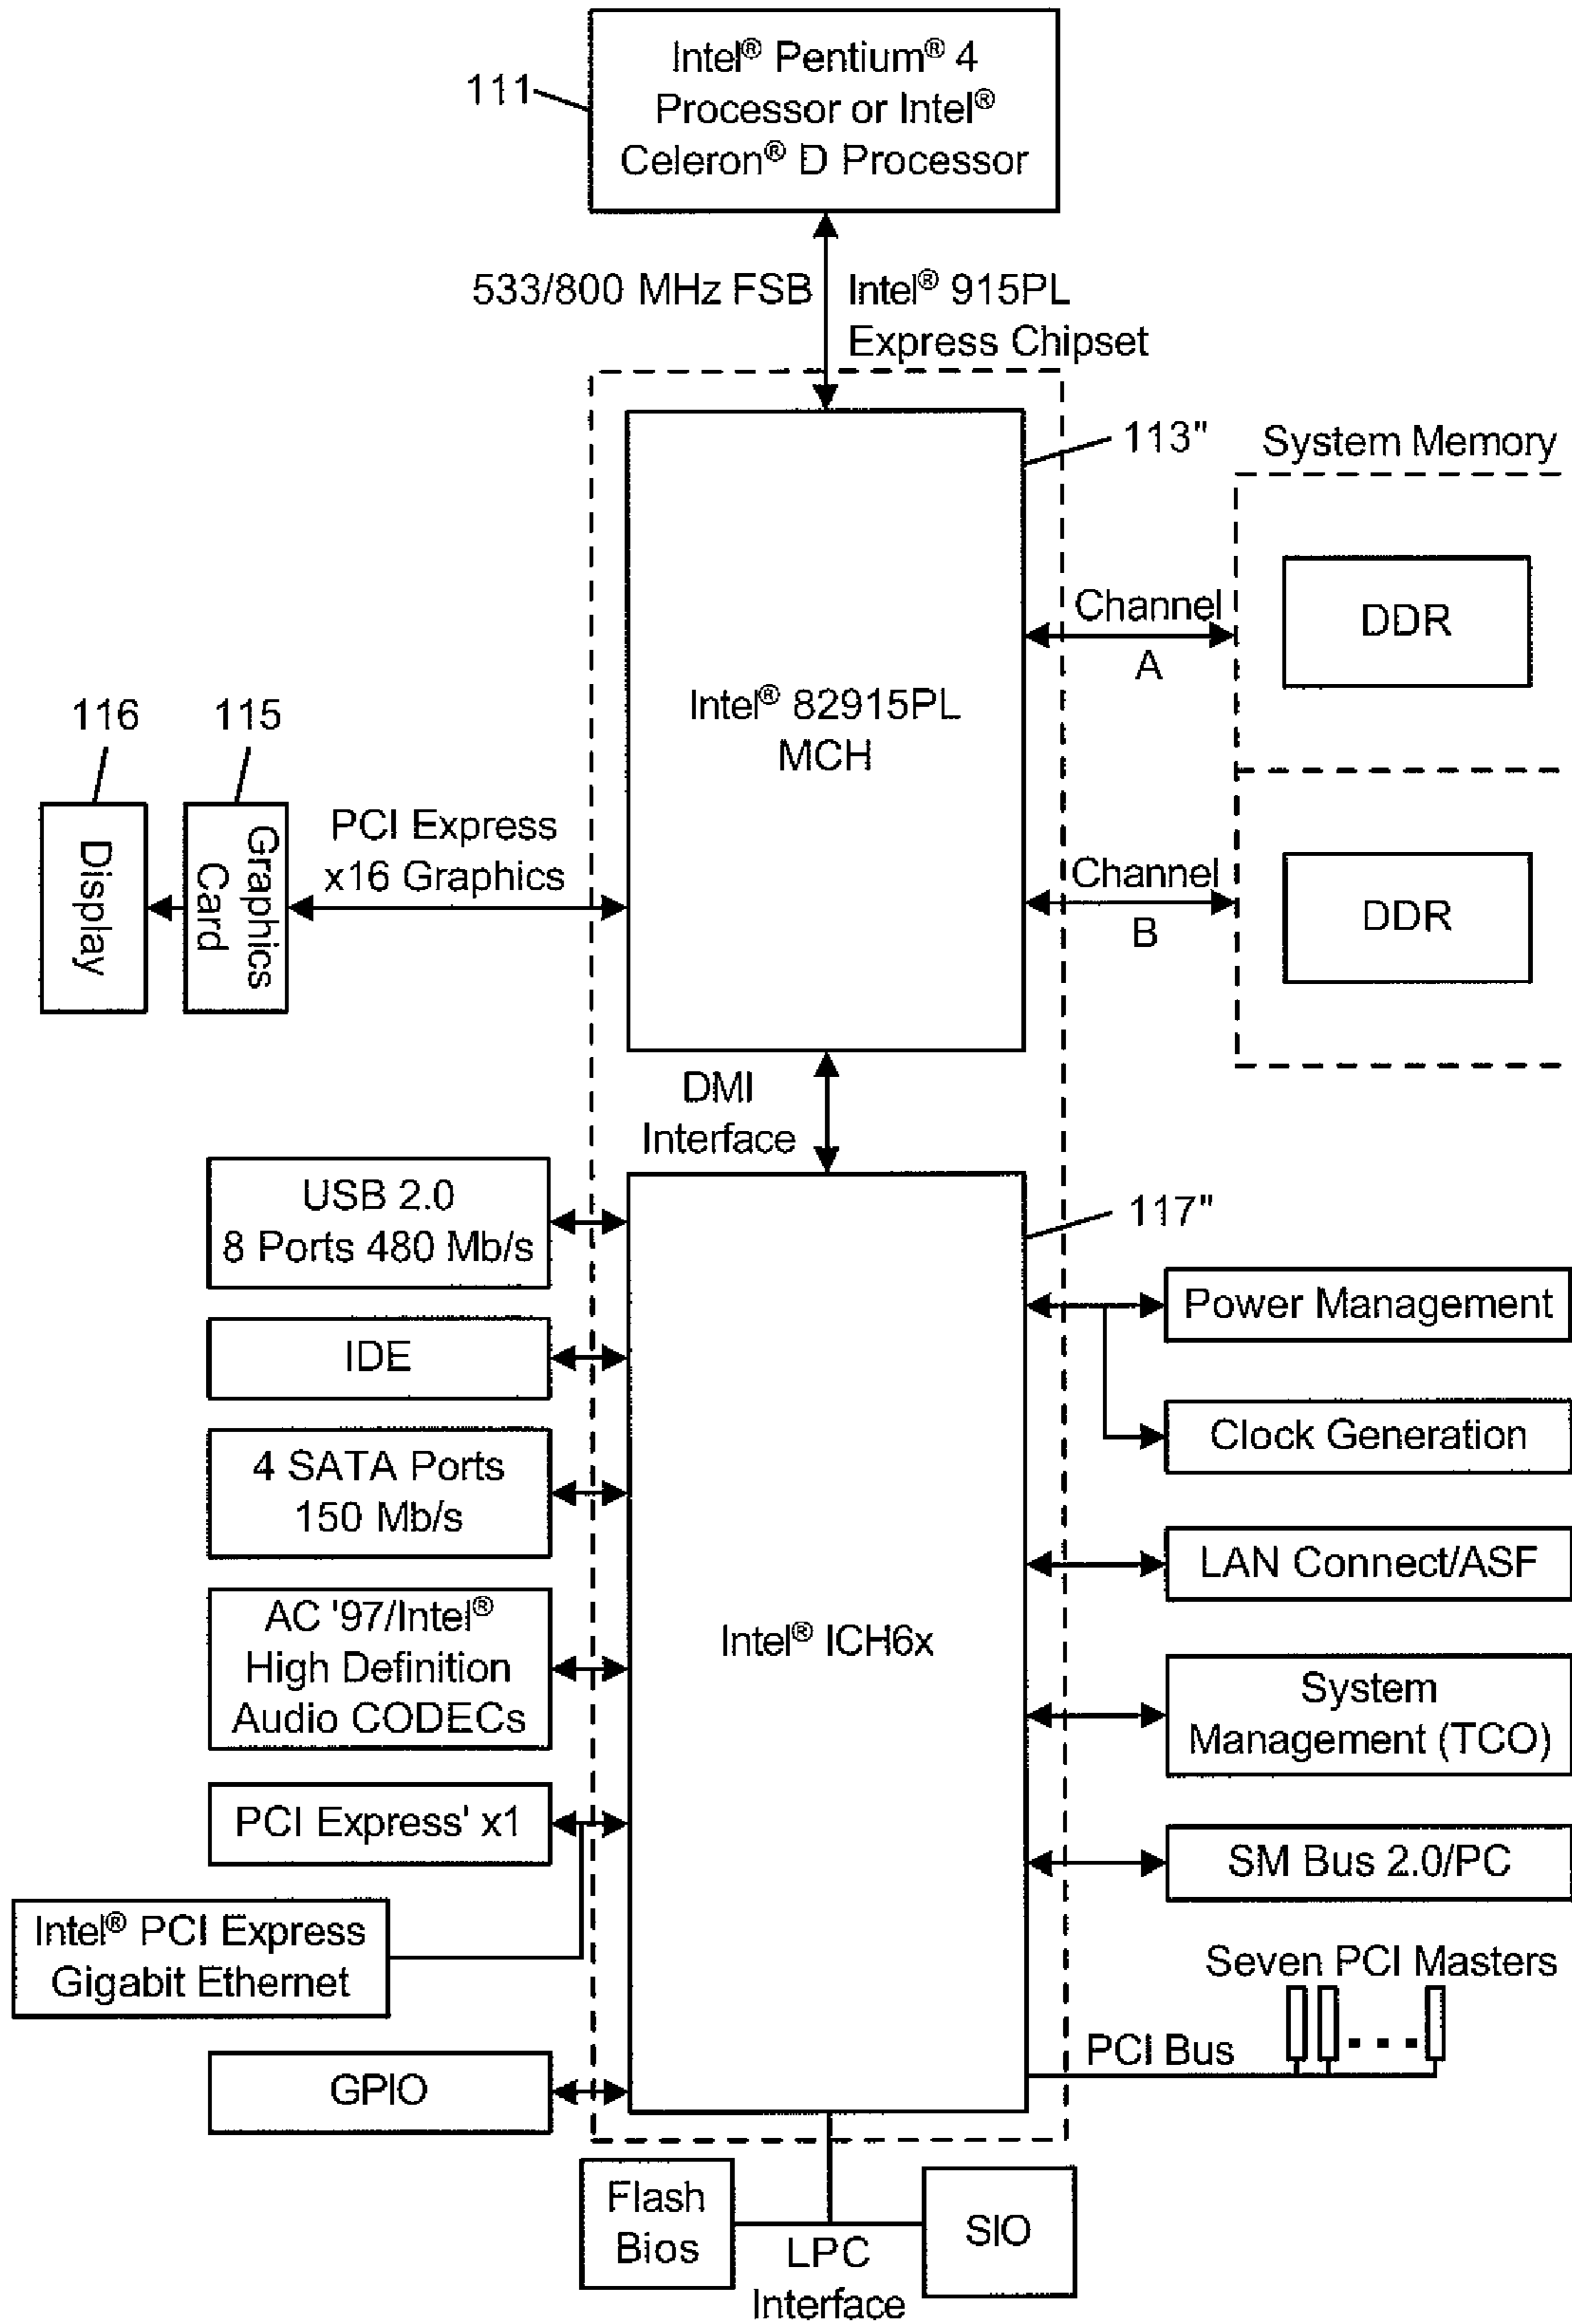 Intel® Pentium® 4
Processor or Intel®
Celeron® D Processor
111
533/800 MHz FSB
Intel® 915PL
Express Chipset
113"
System Memory
Channel
A
DDR
Intel® 82915PL
MCH
116
115
Display
Graphics
Card
PCI Express
x16 Graphics
Channel
B
DDR
DMI
Interface
117"
USB 2.0
8 Ports 480 Mb/s
IDE
4 SATA Ports
150 Mb/s
AC '97/Intel®
High Definition
Audio CODECs
PCI Express' x1
Intel® PCI Express
Gigabit Ethernet
GPIO
Intel® ICH6x
Power Management
Clock Generation
LAN Connect/ASF
System
Management (TCO)
SM Bus 2.0/PC
Seven PCI Masters
PCI Bus
Flash
Bios
LPC
Interface
SIO